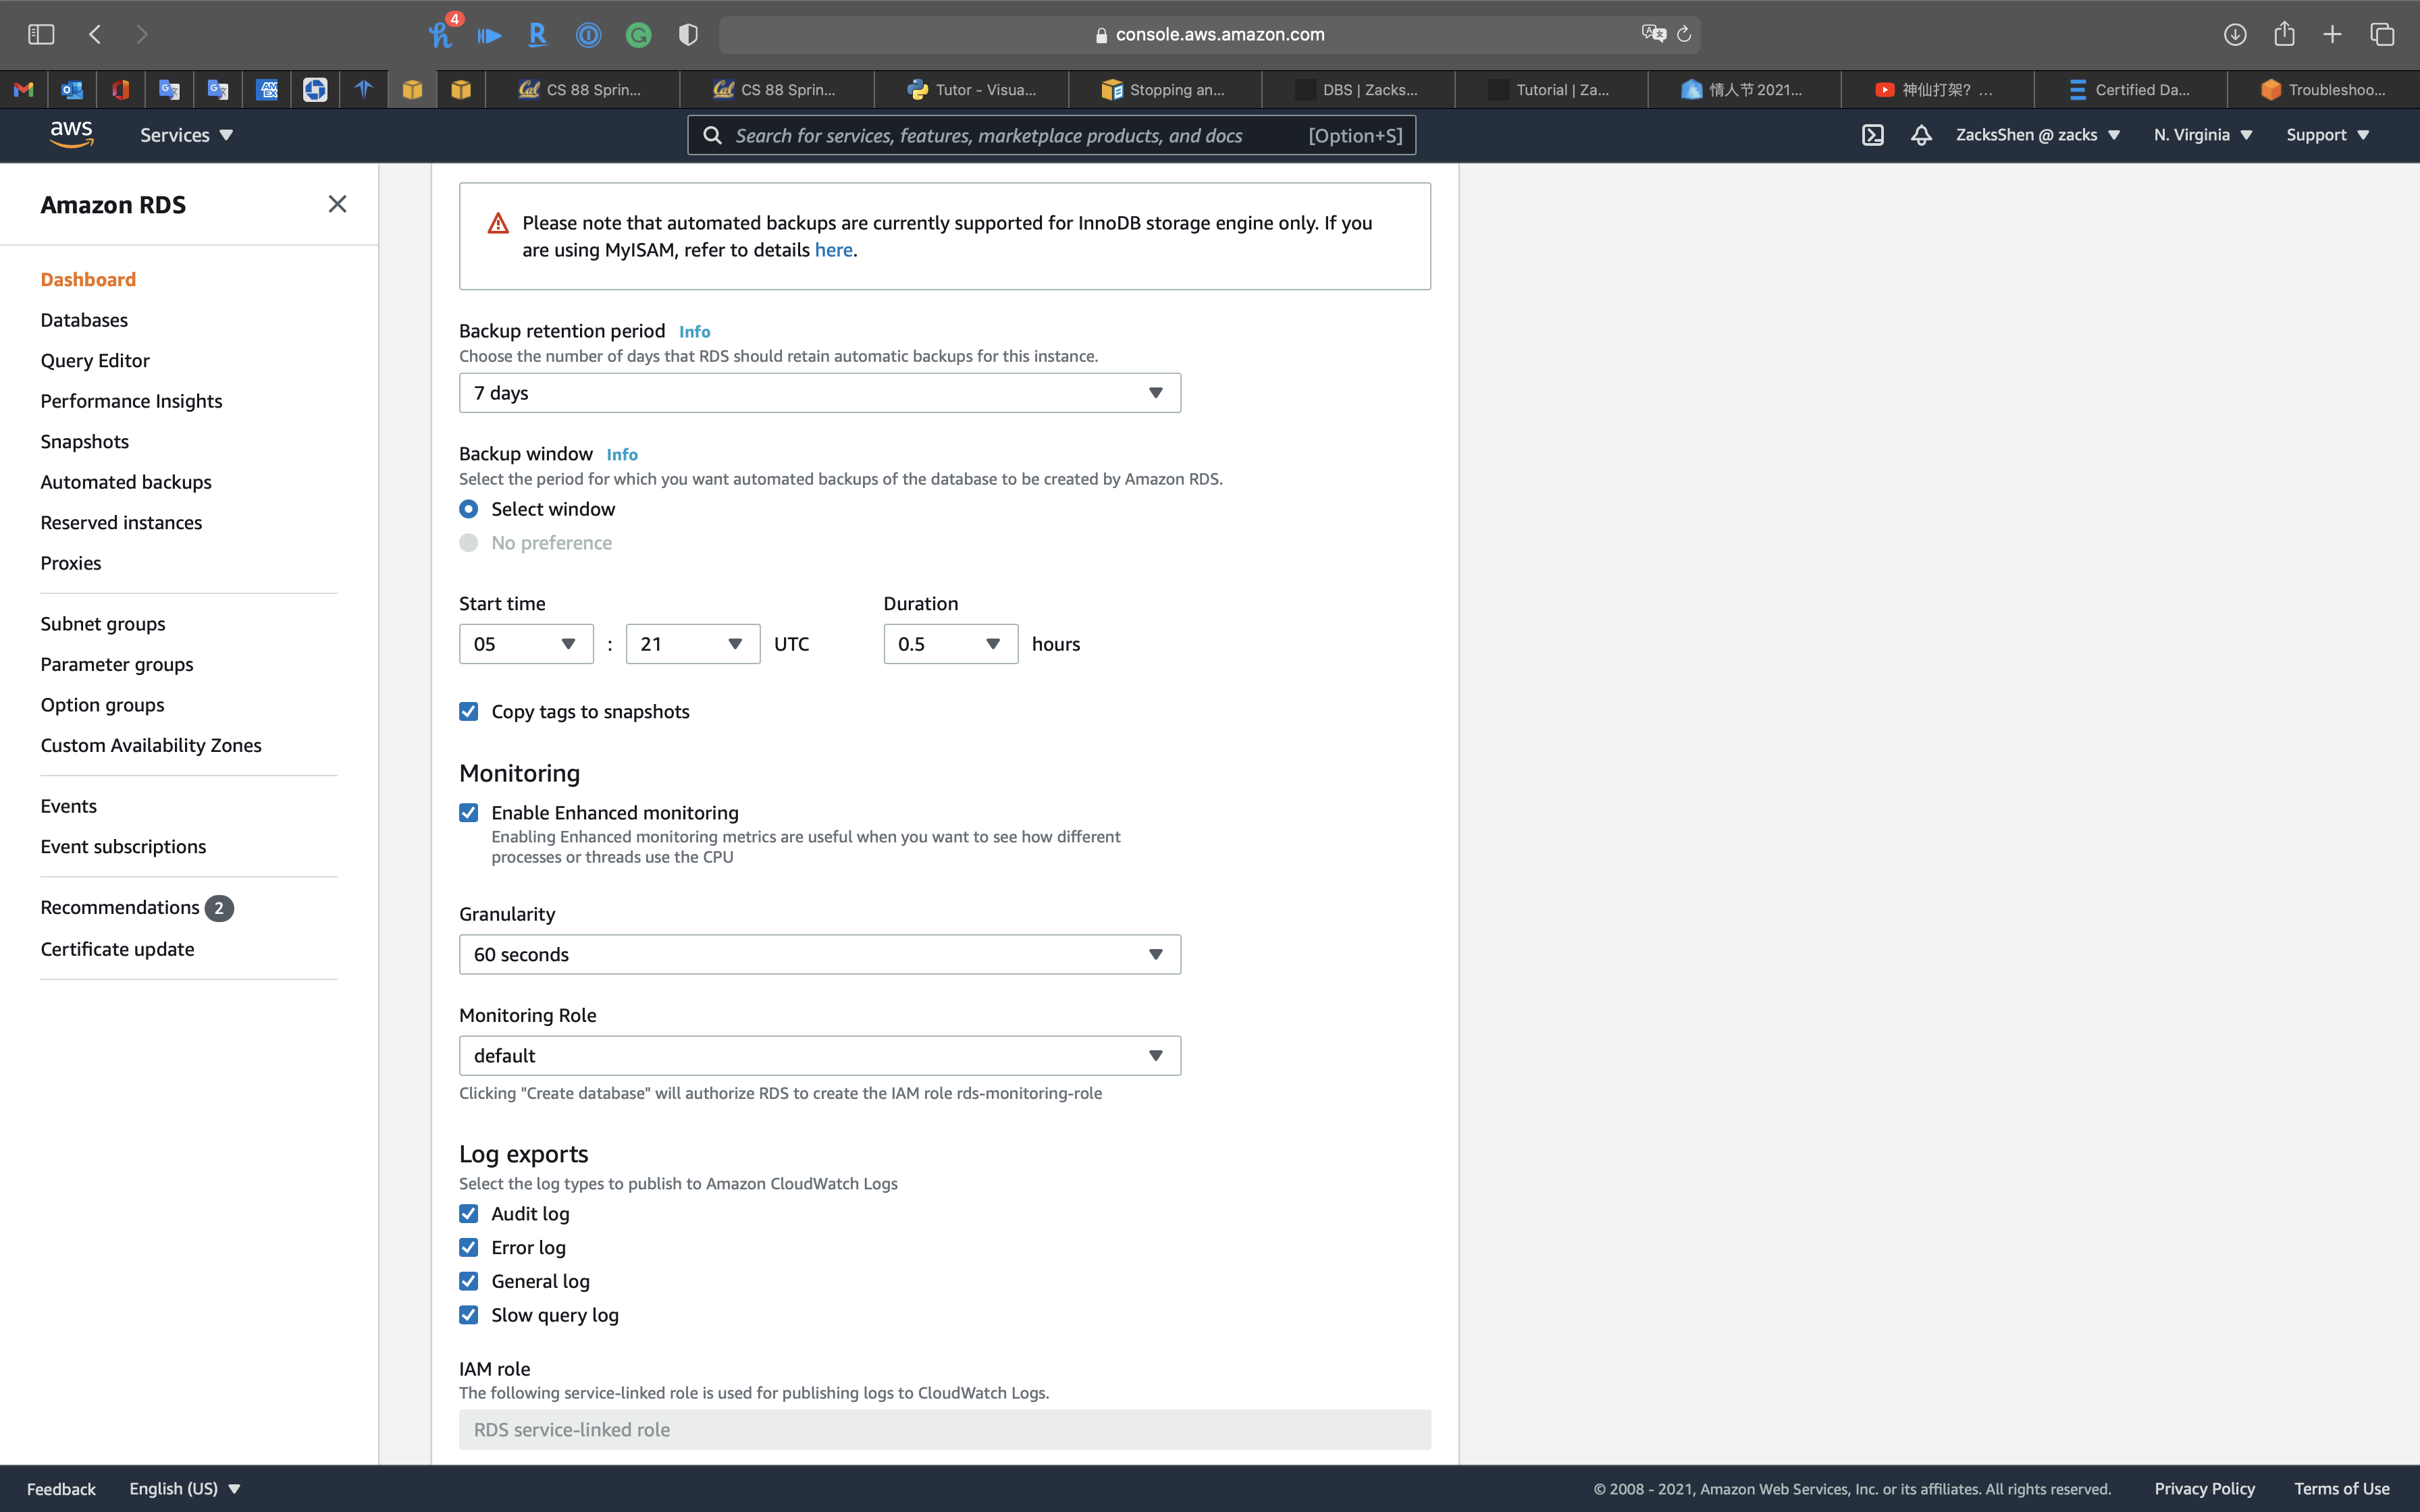 4
console.aws.amazon.com
CS 88 Sprin...
CS 88 Sprin...
Tutor - Visua...
Stopping an...
DBS | Zacks...
Tutorial | Za...
情人节 2021...
神仙打架? ...
Certified Da...
Troubleshoo...
aws
Services
Search for services, features, marketplace products, and docs [Option+S]
ZacksShen @ zacks
N. Virginia
Support
Amazon RDS
Dashboard
Databases
Query Editor
Performance Insights
Snapshots
Automated backups
Reserved instances
Proxies
Subnet groups
Parameter groups
Option groups
Custom Availability Zones
Events
Event subscriptions
Recommendations 2
Certificate update
Please note that automated backups are currently supported for InnoDB storage engine only. If you
are using MyISAM, refer to details here.
Backup retention period Info
Choose the number of days that RDS should retain automatic backups for this instance.
7 days
Backup window Info
Select the period for which you want automated backups of the database to be created by Amazon RDS.
Select window
No preference
Start time
Duration
05 : 21 UTC
0.5 hours
Copy tags to snapshots
Monitoring
Enable Enhanced monitoring
Enabling Enhanced monitoring metrics are useful when you want to see how different
processes or threads use the CPU
Granularity
60 seconds
Monitoring Role
default
Clicking "Create database" will authorize RDS to create the IAM role rds-monitoring-role
Log exports
Select the log types to publish to Amazon CloudWatch Logs
Audit log
Error log
General log
Slow query log
IAM role
The following service-linked role is used for publishing logs to CloudWatch Logs.
RDS service-linked role
Feedback
English (US)
© 2008 - 2021, Amazon Web Services, Inc. or its affiliates. All rights reserved.
Privacy Policy
Terms of Use